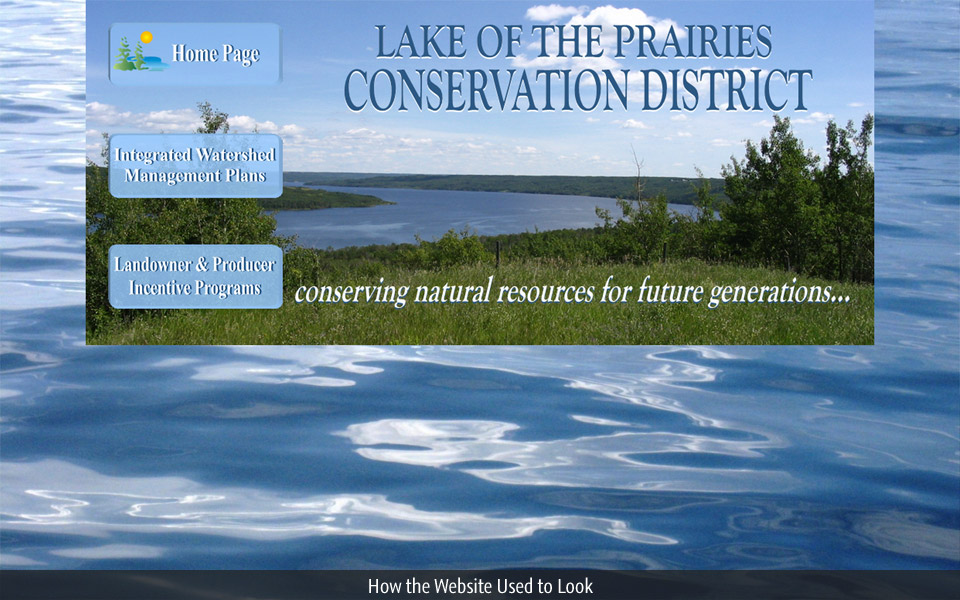 Home Page
LAKE OF THE PRAIRIES
CONSERVATION DISTRICT
Integrated Watershed
Management Plans
Landowner & Producer
Incentive Programs
conserving natural resources for future generations...
How the Website Used to Look